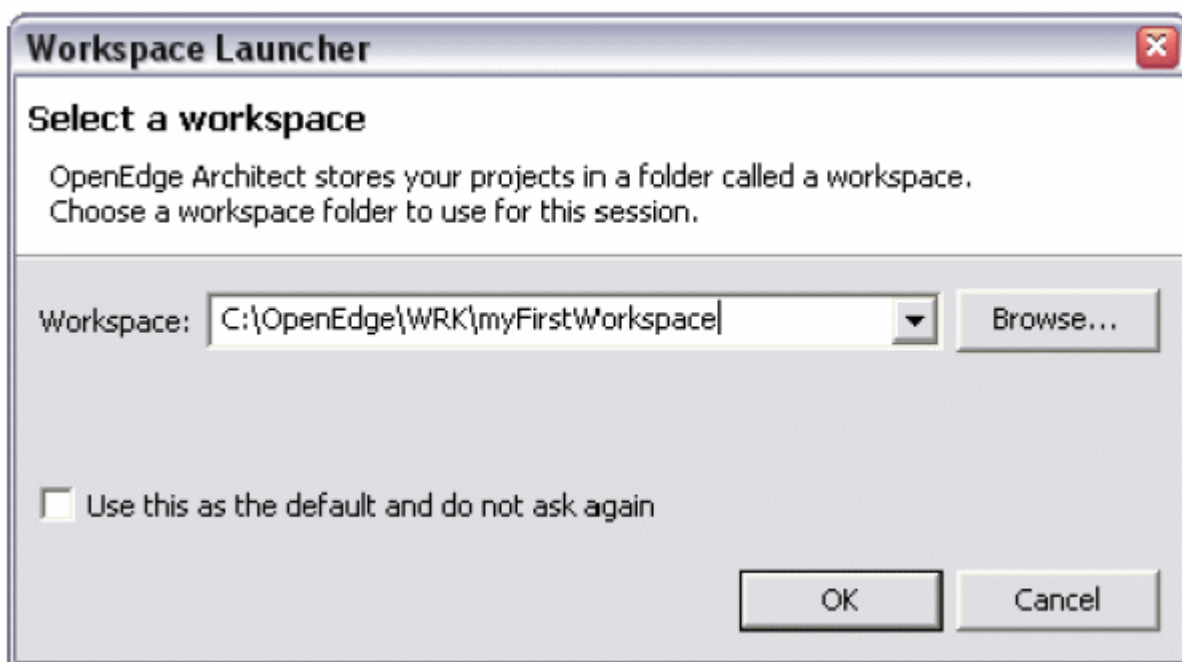 Workspace Launcher
Select a workspace
OpenEdge Architect stores your projects in a folder called a workspace.
Choose a workspace folder to use for this session.
Workspace: C:\OpenEdge\WRK\myFirstWorkspace Browse...
Use this as the default and do not ask again
OK Cancel